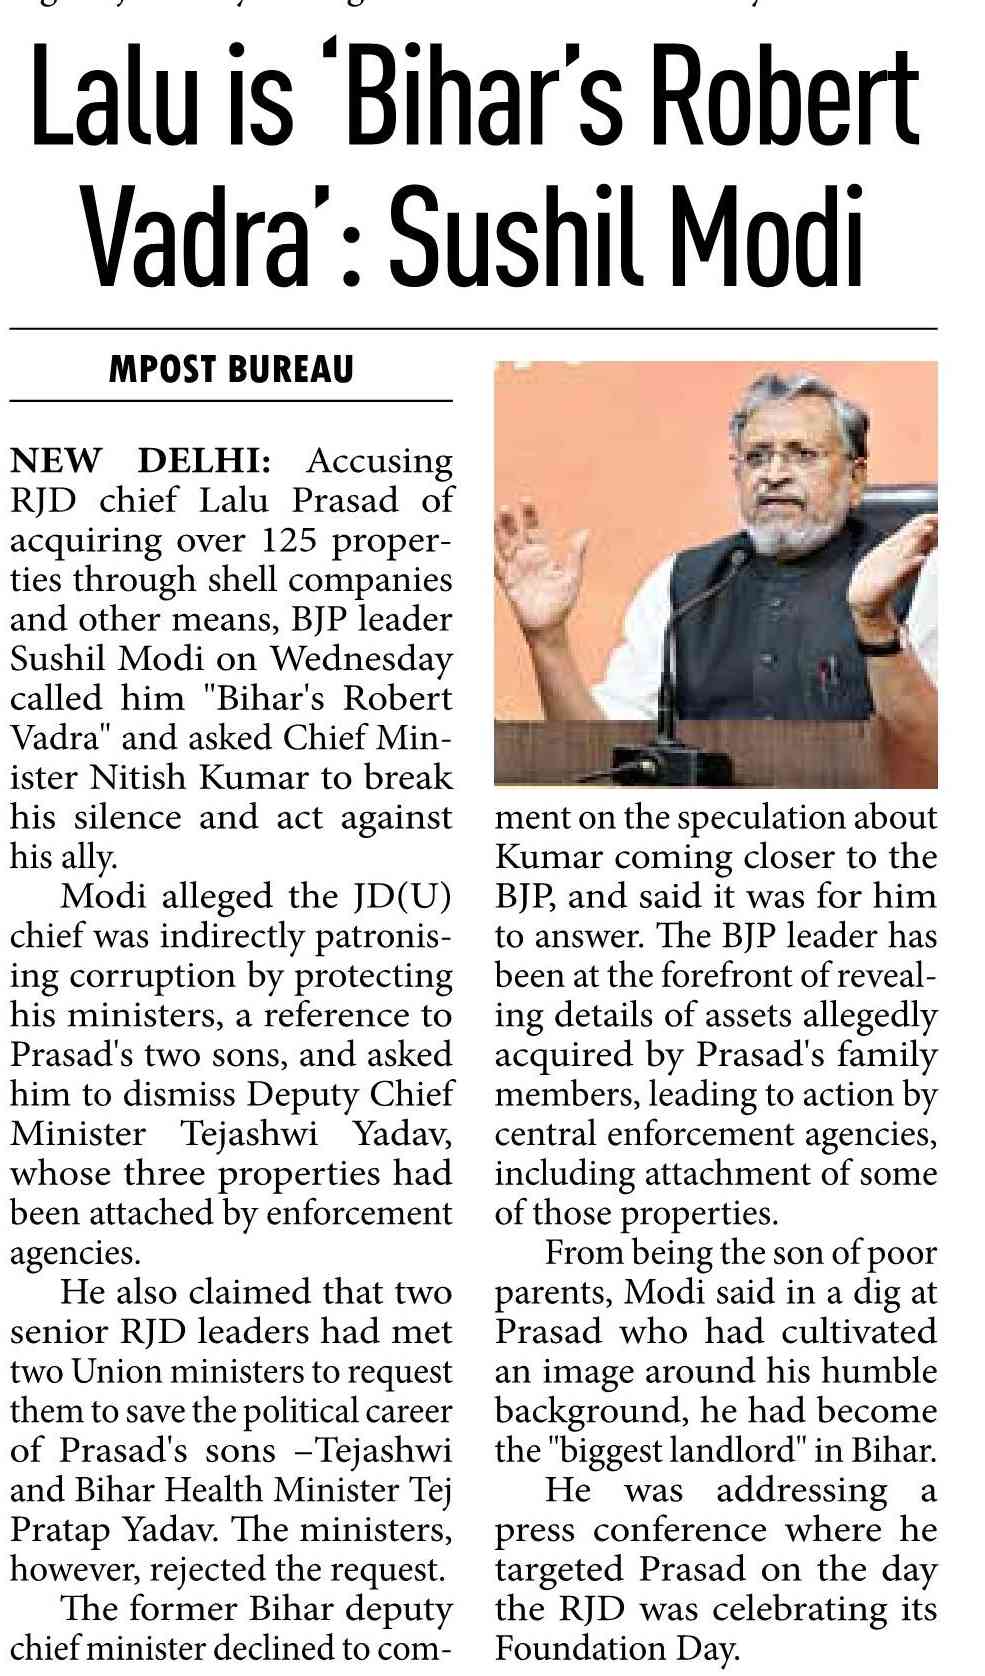 Lalu is ‘Bihar’s Robert
Vadra’: Sushil Modi
MPOST BUREAU
NEW DELHI: Accusing
RJD chief Lalu Prasad of
acquiring over 125 proper-
ties through shell companies
and other means, BJP leader
Sushil Modi on Wednesday
called him "Bihar's Robert
Vadra" and asked Chief Min-
ister Nitish Kumar to break
his silence and act against
his ally.
Modi alleged the JD(U)
chief was indirectly patronis-
ing corruption by protecting
his ministers, a reference to
Prasad's two sons, and asked
him to dismiss Deputy Chief
Minister Tejashwi Yadav,
whose three properties had
been attached by enforcement
agencies.
He also claimed that two
senior RJD leaders had met
two Union ministers to request
them to save the political career
of Prasad's sons –Tejashwi
and Bihar Health Minister Tej
Pratap Yadav. The ministers,
however, rejected the request.
The former Bihar deputy
chief minister declined to com-
ment on the speculation about
Kumar coming closer to the
BJP, and said it was for him
to answer. The BJP leader has
been at the forefront of reveal-
ing details of assets allegedly
acquired by Prasad's family
members, leading to action by
central enforcement agencies,
including attachment of some
of those properties.
From being the son of poor
parents, Modi said in a dig at
Prasad who had cultivated
an image around his humble
background, he had become
the "biggest landlord" in Bihar.
He was addressing a
press conference where he
targeted Prasad on the day
the RJD was celebrating its
Foundation Day.